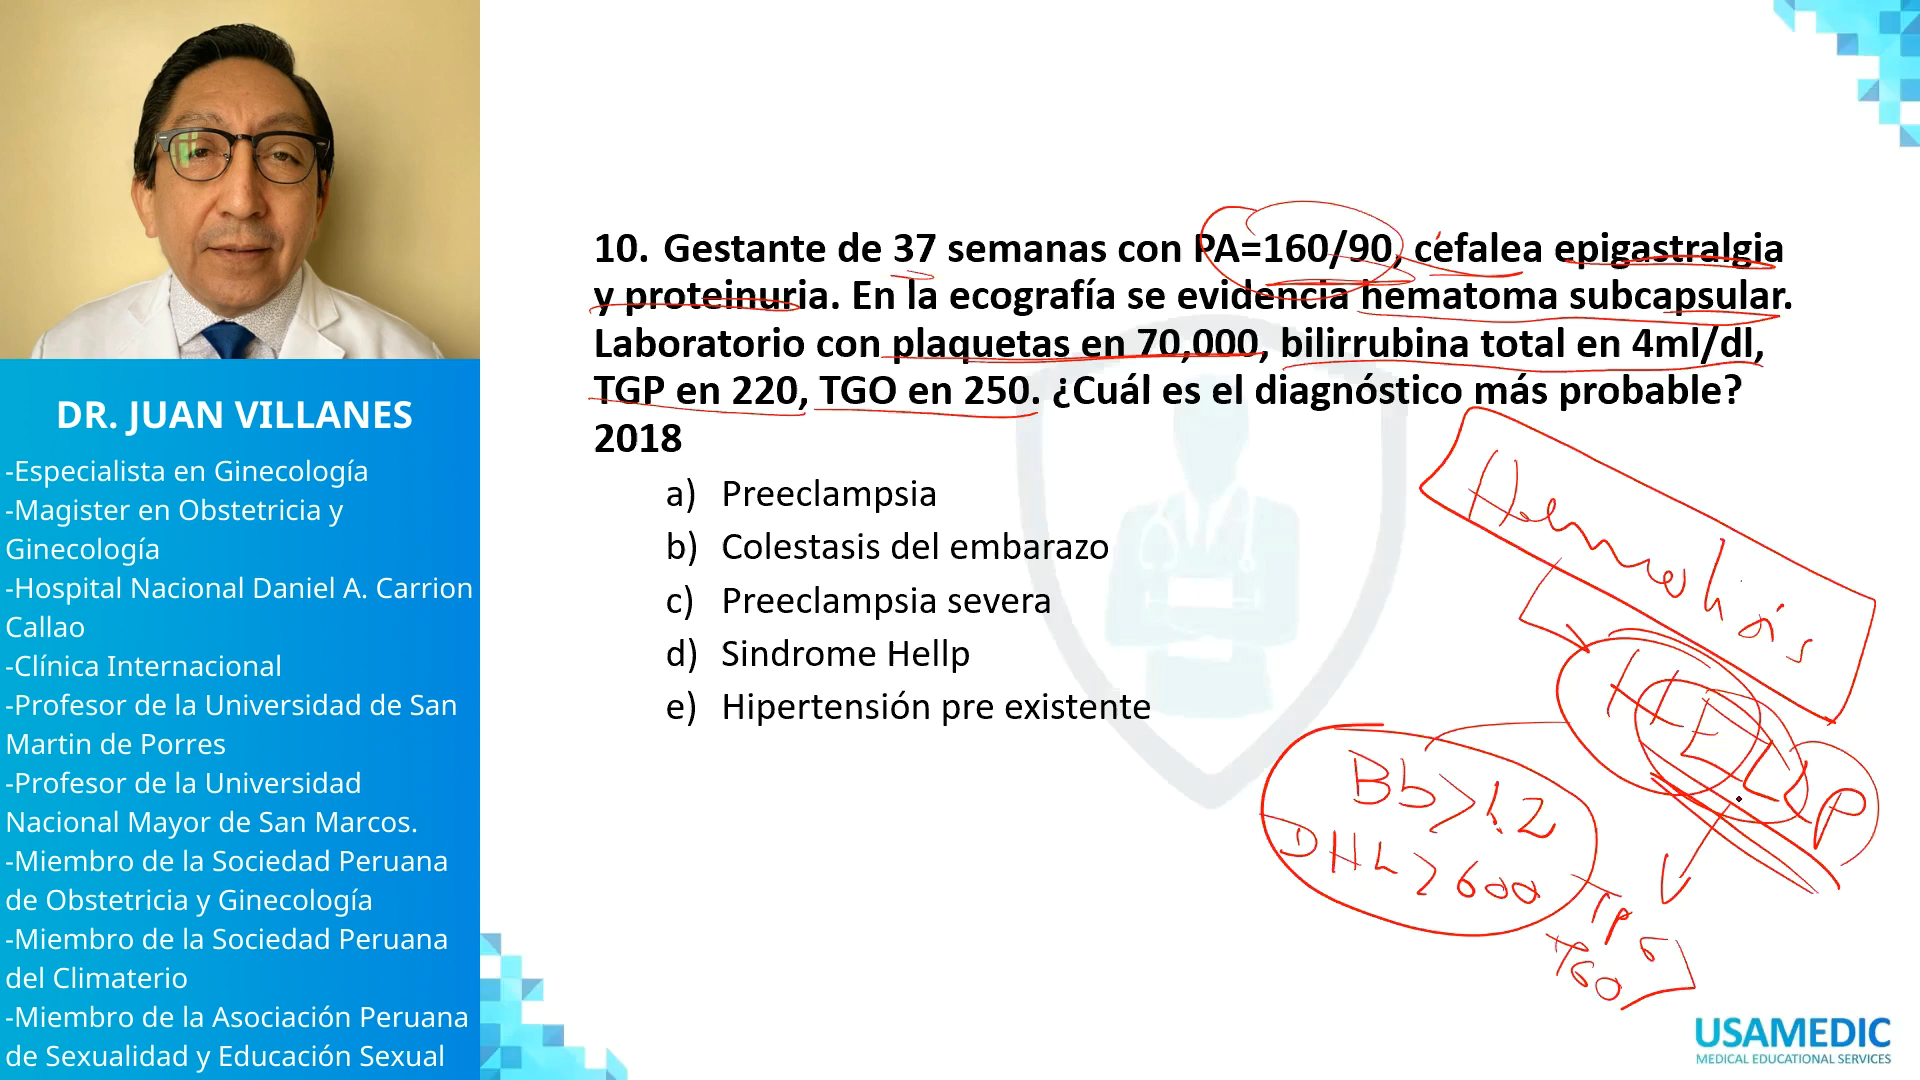 DR. JUAN VILLANES
-Especialista en Ginecología
-Magister en Obstetricia y
Ginecología
-Hospital Nacional Daniel A. Carrion
Callao
-Clínica Internacional
-Profesor de la Universidad de San
Martin de Porres
-Profesor de la Universidad
Nacional Mayor de San Marcos.
-Miembro de la Sociedad Peruana
de Obstetricia y Ginecología
-Miembro de la Sociedad Peruana
del Climaterio
-Miembro de la Asociación Peruana
de Sexualidad y Educación Sexual
10. Gestante de 37 semanas con PA=160/90, cefalea epigastralgia
y proteinuria. En la ecografía se evidencia hematoma subcapsular.
Laboratorio con plaquetas en 70,000, bilirrubina total en 4ml/dl,
TGP en 220, TGO en 250. ¿Cuál es el diagnóstico más probable?
2018
a) Preeclampsia
b) Colestasis del embarazo
c) Preeclampsia severa
d) Sindrome Hellp
e) Hipertensión pre existente
Hemolisis
HELLP
Bb>1.2
DHL>600
TGO
USAMEDIC
MEDICAL EDUCATIONAL SERVICES